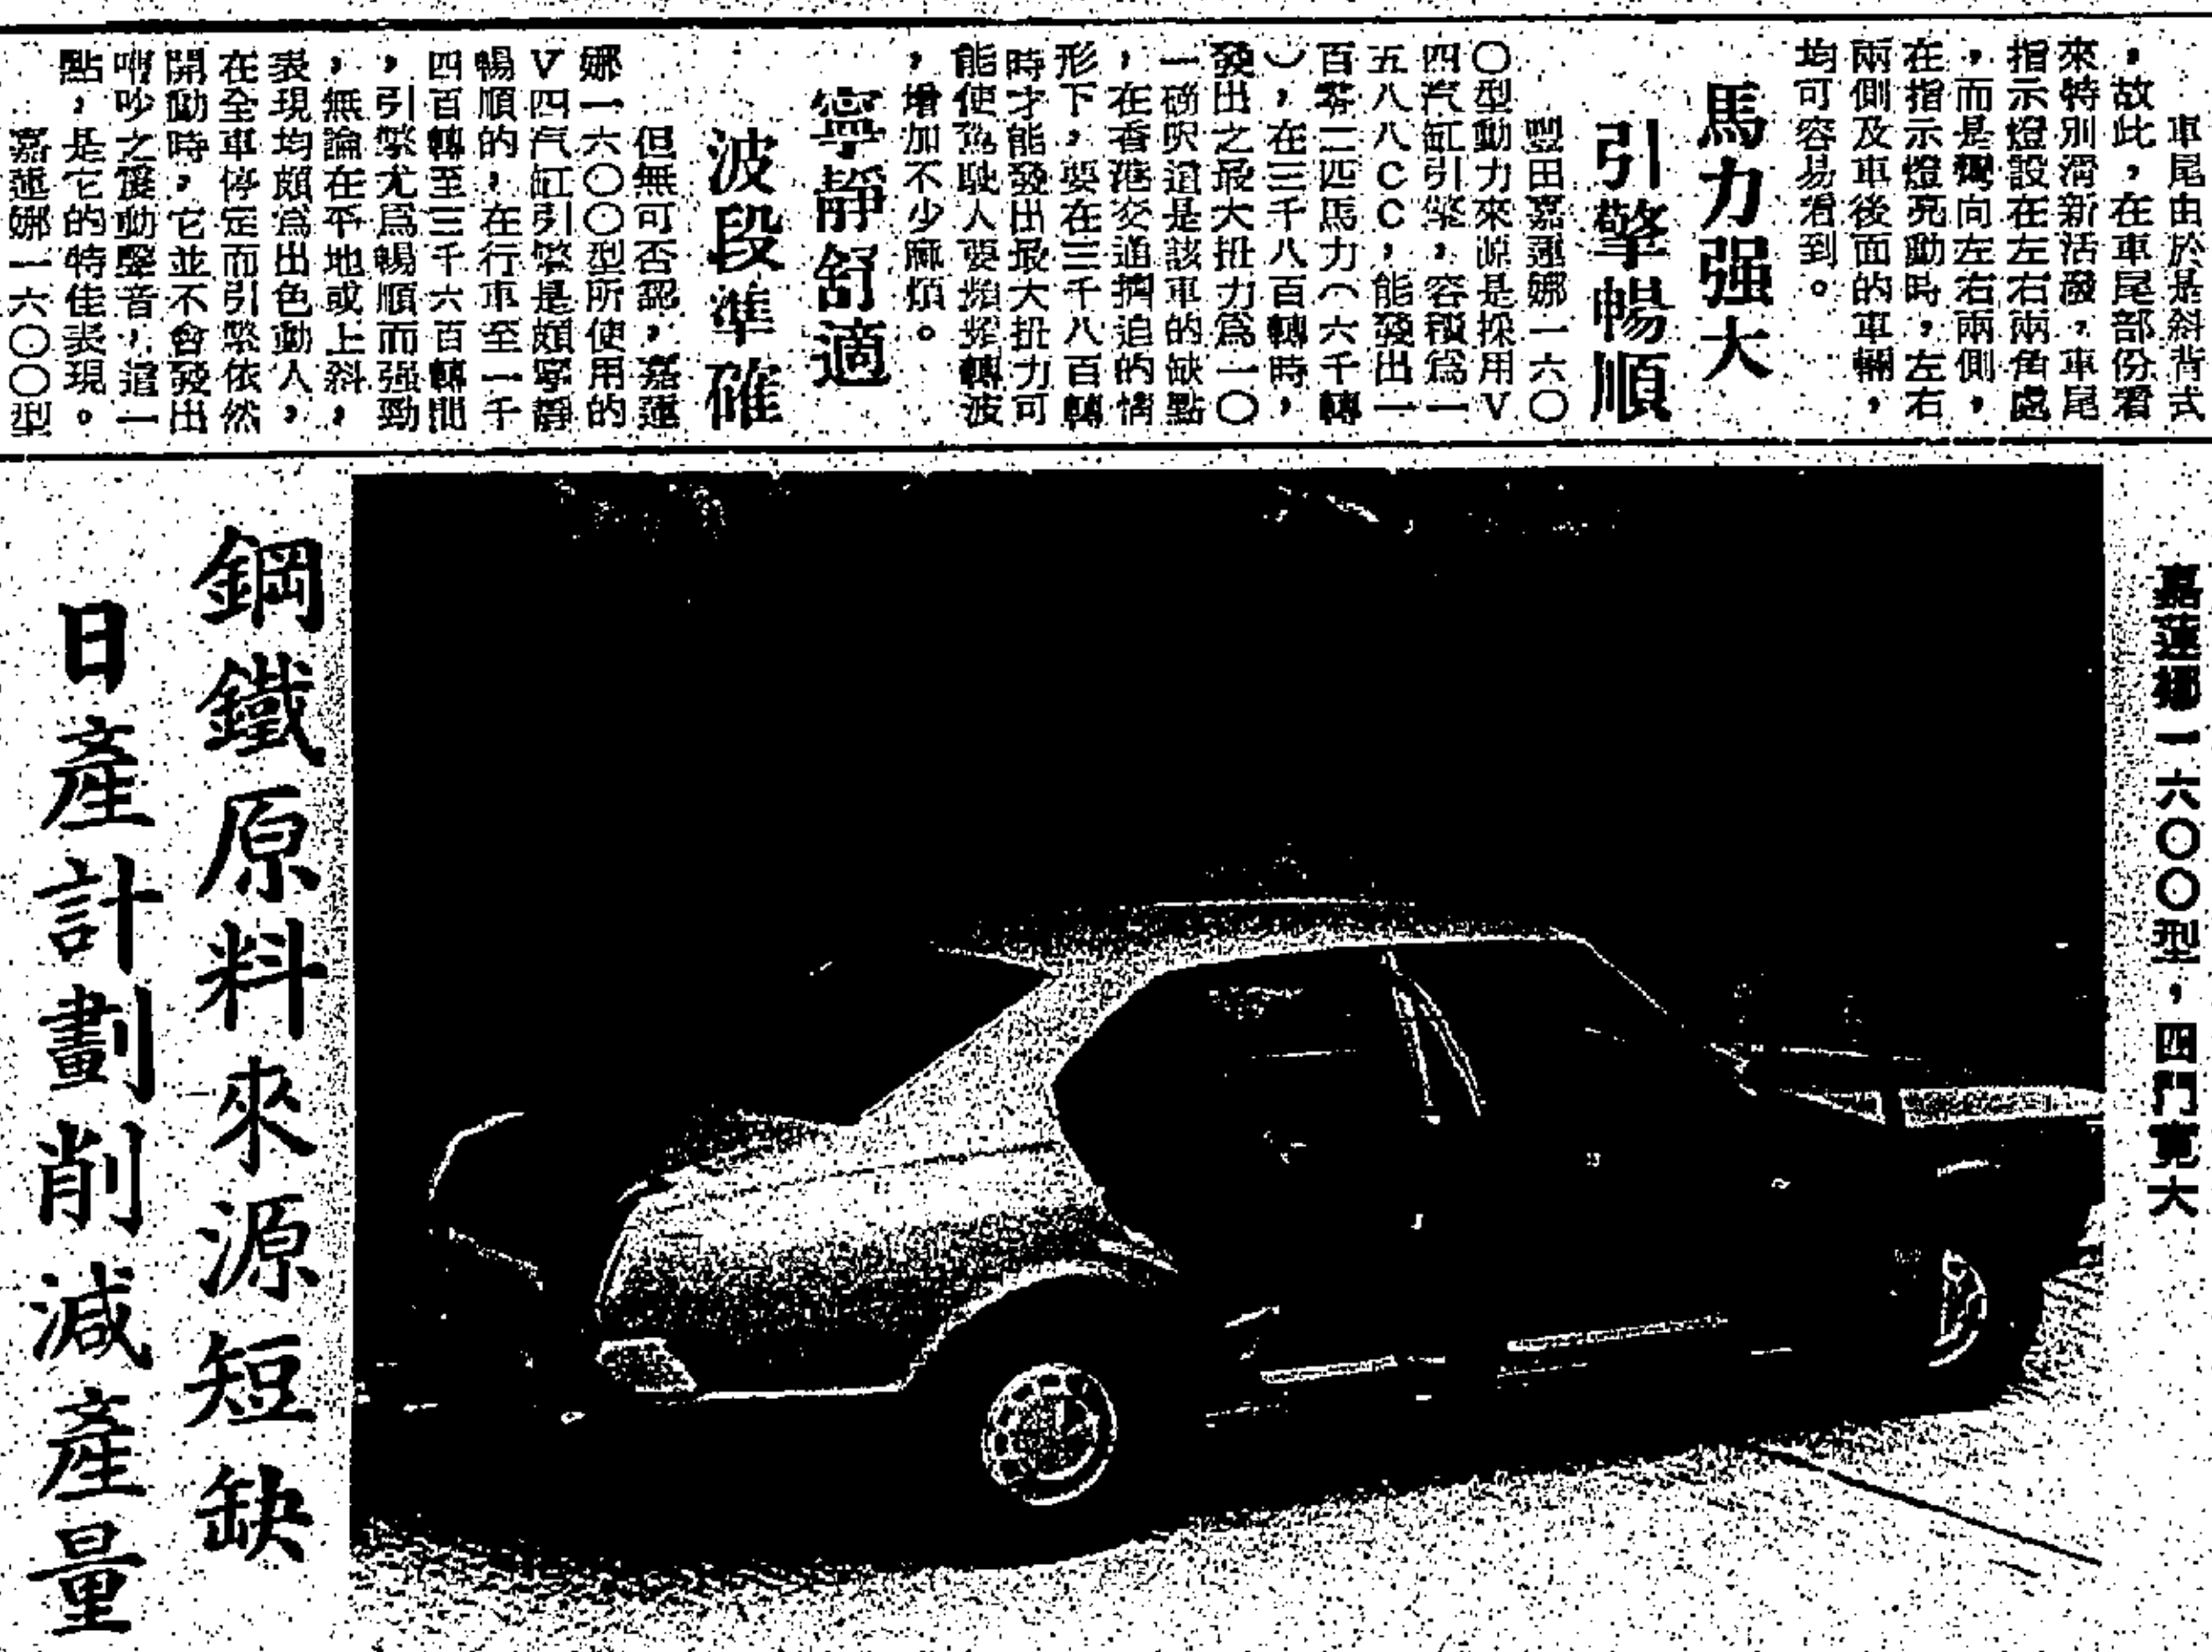 車尾由於是斜背式
，故此，在車尾部份看
來特別清新活潑，車尾
指示燈設在左右兩角處
，而是彎向左右兩側，
在指示燈亮動時，左右
兩側及車後面的車輛，
均可容易看到。
馬力强大
引擎暢順
豐田嘉蓮娜一六〇
〇型動力來源是採用V
四汽缸引擎，容積爲一
五八八CC，能發出一
百零二匹馬力（六千轉
），在三千八百轉時，
發出之最大扭力爲一〇
一磅呎這是該車的缺點
，在香港交通擠迫的情
形下，要在三千八百轉
時才能發出最大扭力可
能使駕駛人要頻頻轉波
，增加不少麻煩。
寧靜舒適
波段準確
但無可否認，嘉蓮
娜一六〇〇型所使用的
V四汽缸引擎是頗寧靜
暢順的，在行車至一千
四百轉至三千六百轉間
，引擎尤爲暢順而强勁
，無論在平地或上斜，
表現均頗爲出色動人，
在全車停定而引擎依然
開動時，它並不會發出
嘈吵之震動聲音，這一
點，是它的特佳表現。
嘉蓮娜一六〇〇型
嘉蓮娜一六〇〇型，四門寬大
鋼鐵原料來源短缺
日產計劃削減產量